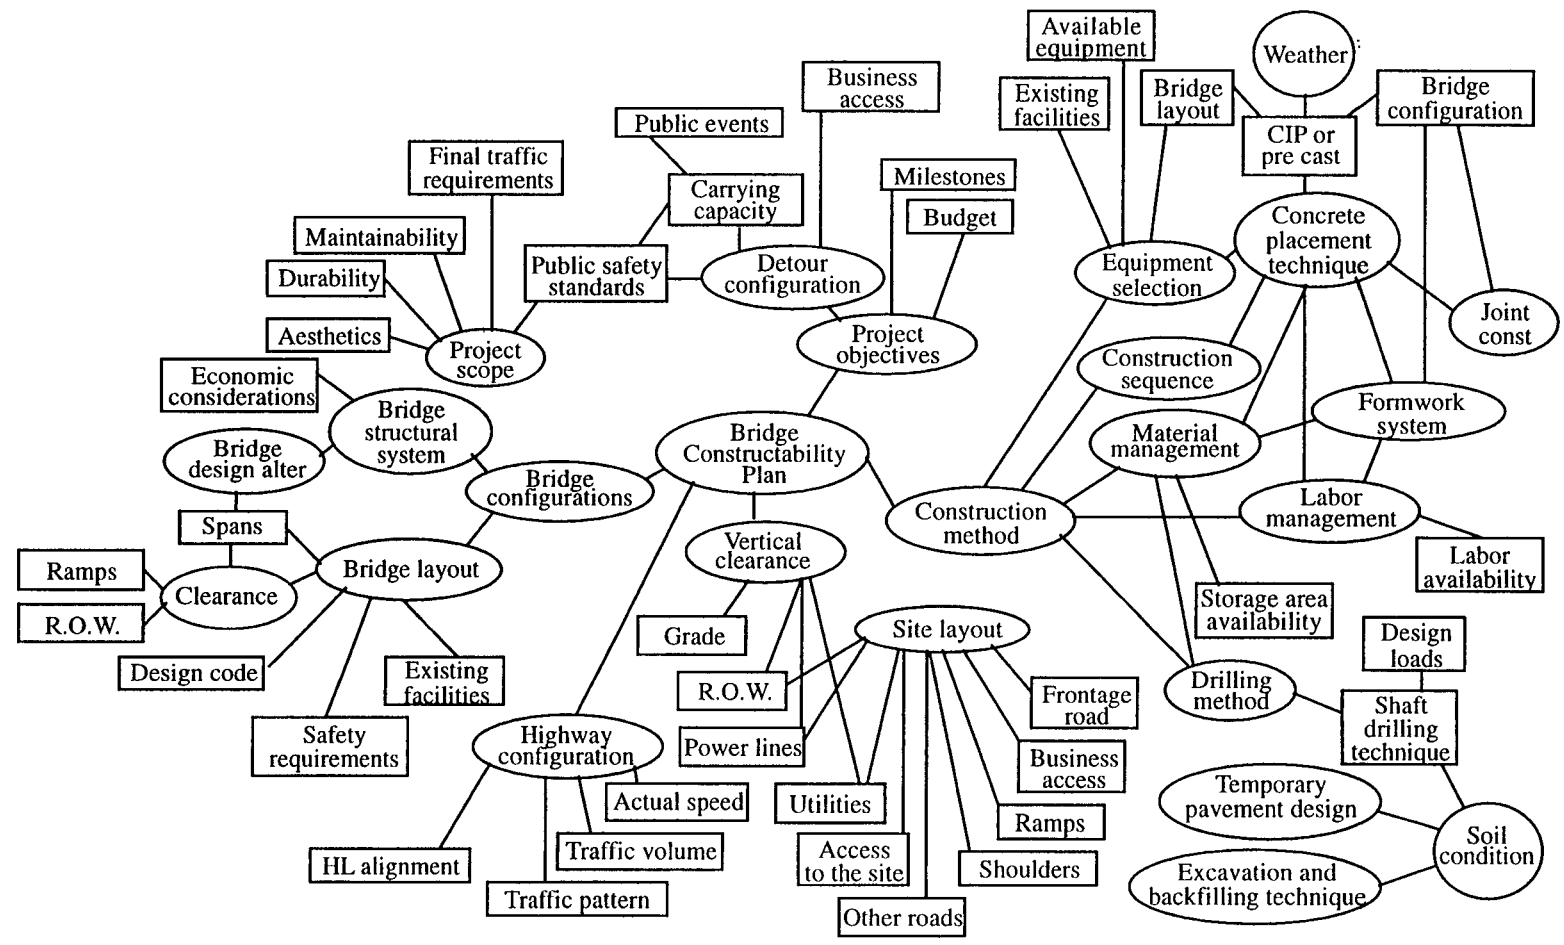 Available
equipment
Weather
Business
access
Existing
facilities
Bridge
layout
Bridge
configuration
Public events
CIP or
pre cast
Final traffic
requirements
Milestones
Carrying
capacity
Budget
Concrete
placement
technique
Maintainability
Durability
Public safety
standards
Detour
configuration
Equipment
selection
Aesthetics
Project
scope
Project
objectives
Joint
const
Construction
sequence
Economic
considerations
Bridge
structural
system
Formwork
system
Bridge
design alter
Bridge
Constructability
Plan
Material
management
Bridge
configurations
Construction
method
Labor
management
Spans
Vertical
clearance
Labor
availability
Ramps
Clearance
Bridge layout
R.O.W.
Storage area
availability
Grade
Site layout
Design
loads
Design code
Existing
facilities
R.O.W.
Frontage
road
Drilling
method
Shaft
drilling
technique
Safety
requirements
Highway
configuration
Power lines
Business
access
Actual speed
Utilities
Temporary
pavement design
Ramps
Soil
condition
HL alignment
Traffic volume
Access
to the site
Shoulders
Excavation and
backfilling technique
Traffic pattern
Other roads